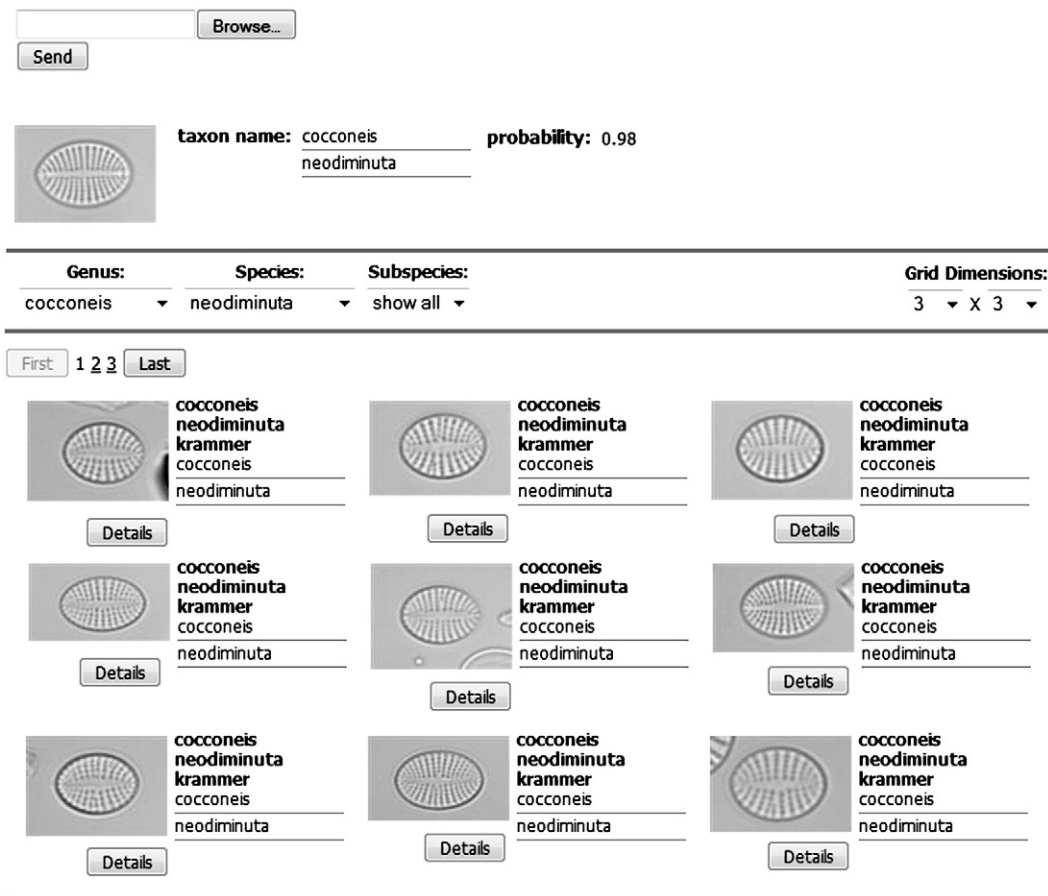 Browse...
Send
taxon name: cocconeis probability: 0.98
neodiminuta
Genus: Species: Subspecies: Grid Dimensions:
cocconeis neodiminuta show all 3 X 3
First 1 2 3 Last
cocconeis
neodiminuta
krammer
cocconeis
neodiminuta
Details
cocconeis
neodiminuta
krammer
cocconeis
neodiminuta
Details
cocconeis
neodiminuta
krammer
cocconeis
neodiminuta
Details
cocconeis
neodiminuta
krammer
cocconeis
neodiminuta
Details
cocconeis
neodiminuta
krammer
cocconeis
neodiminuta
Details
cocconeis
neodiminuta
krammer
cocconeis
neodiminuta
Details
cocconeis
neodiminuta
krammer
cocconeis
neodiminuta
Details
cocconeis
neodiminuta
krammer
cocconeis
neodiminuta
Details
cocconeis
neodiminuta
krammer
cocconeis
neodiminuta
Details